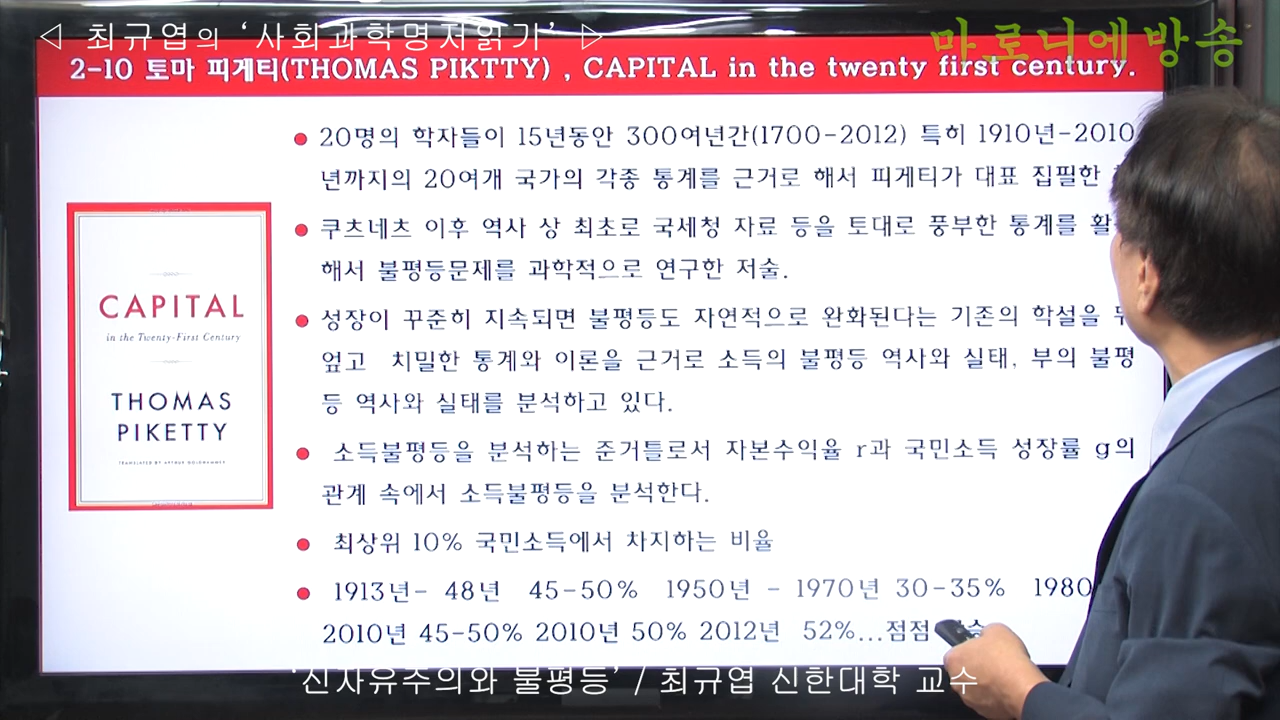 ◁ 최규엽의 ‘사회과학명저읽기’ ▷
마로니에방송
2-10 토마 피게티(THOMAS PIKTTY) , CAPITAL in the twenty first century.
● 20명의 학자들이 15년동안 300여년간(1700-2012) 특히 1910년-2010
년까지의 20여개 국가의 각종 통계를 근거로 해서 피게티가 대표 집필한
● 쿠츠네츠 이후 역사 상 최초로 국세청 자료 등을 토대로 풍부한 통계를 활
해서 불평등문제를 과학적으로 연구한 저술.
● 성장이 꾸준히 지속되면 불평등도 자연적으로 완화된다는 기존의 학설을
엎고 치밀한 통계와 이론을 근거로 소득의 불평등 역사와 실태, 부의 불평
등 역사와 실태를 분석하고 있다.
● 소득불평등을 분석하는 준거틀로서 자본수익율 r과 국민소득 성장률 g의
관계 속에서 소득불평등을 분석한다.
● 최상위 10% 국민소득에서 차지하는 비율
● 1913년- 48년 45-50% 1950년 - 1970년 30-35% 1980
2010년 45-50% 2010년 50% 2012년 52%...점점
CAPITAL
in the Twenty-First Century
THOMAS
PIKETTY
TRANSLATED BY ARTHUR GOLDHAMMER
‘신자유주의와 불평등’ / 최규엽 신한대학 교수